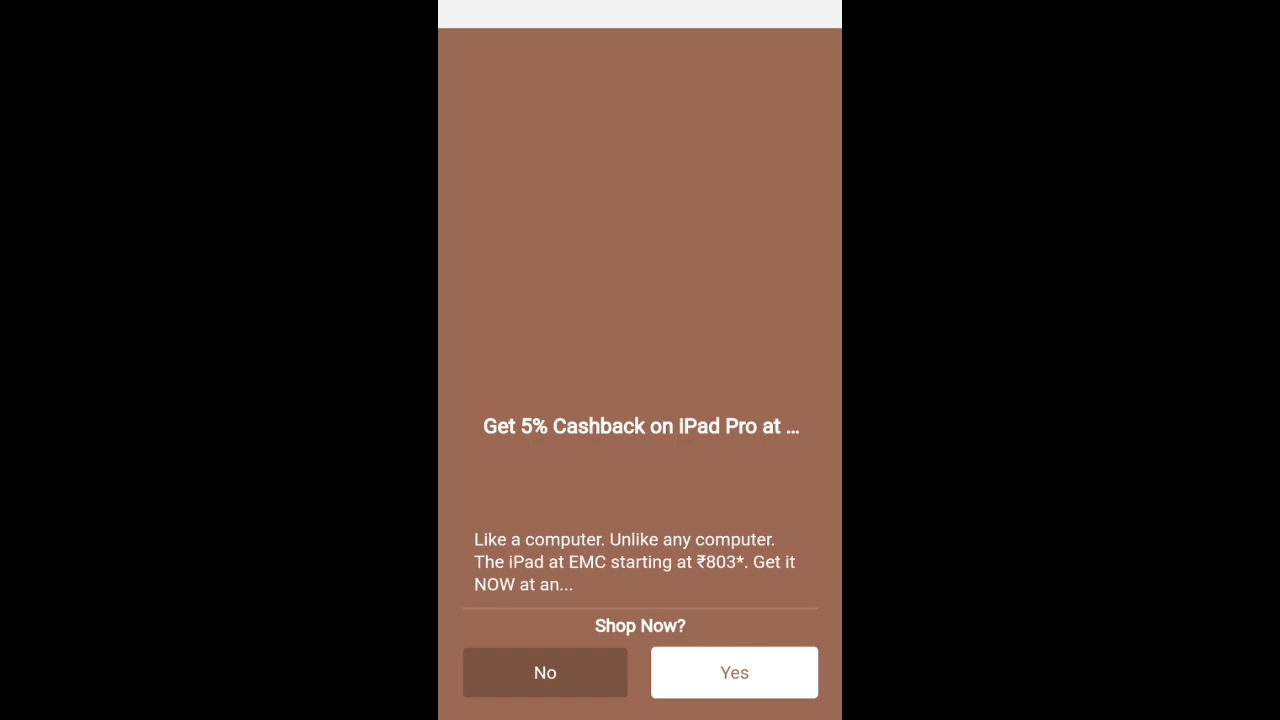 Get 5% Cashback on iPad Pro at ...
Like a computer. Unlike any computer.
The iPad at EMC starting at ₹803*. Get it
NOW at an...
Shop Now?
No
Yes